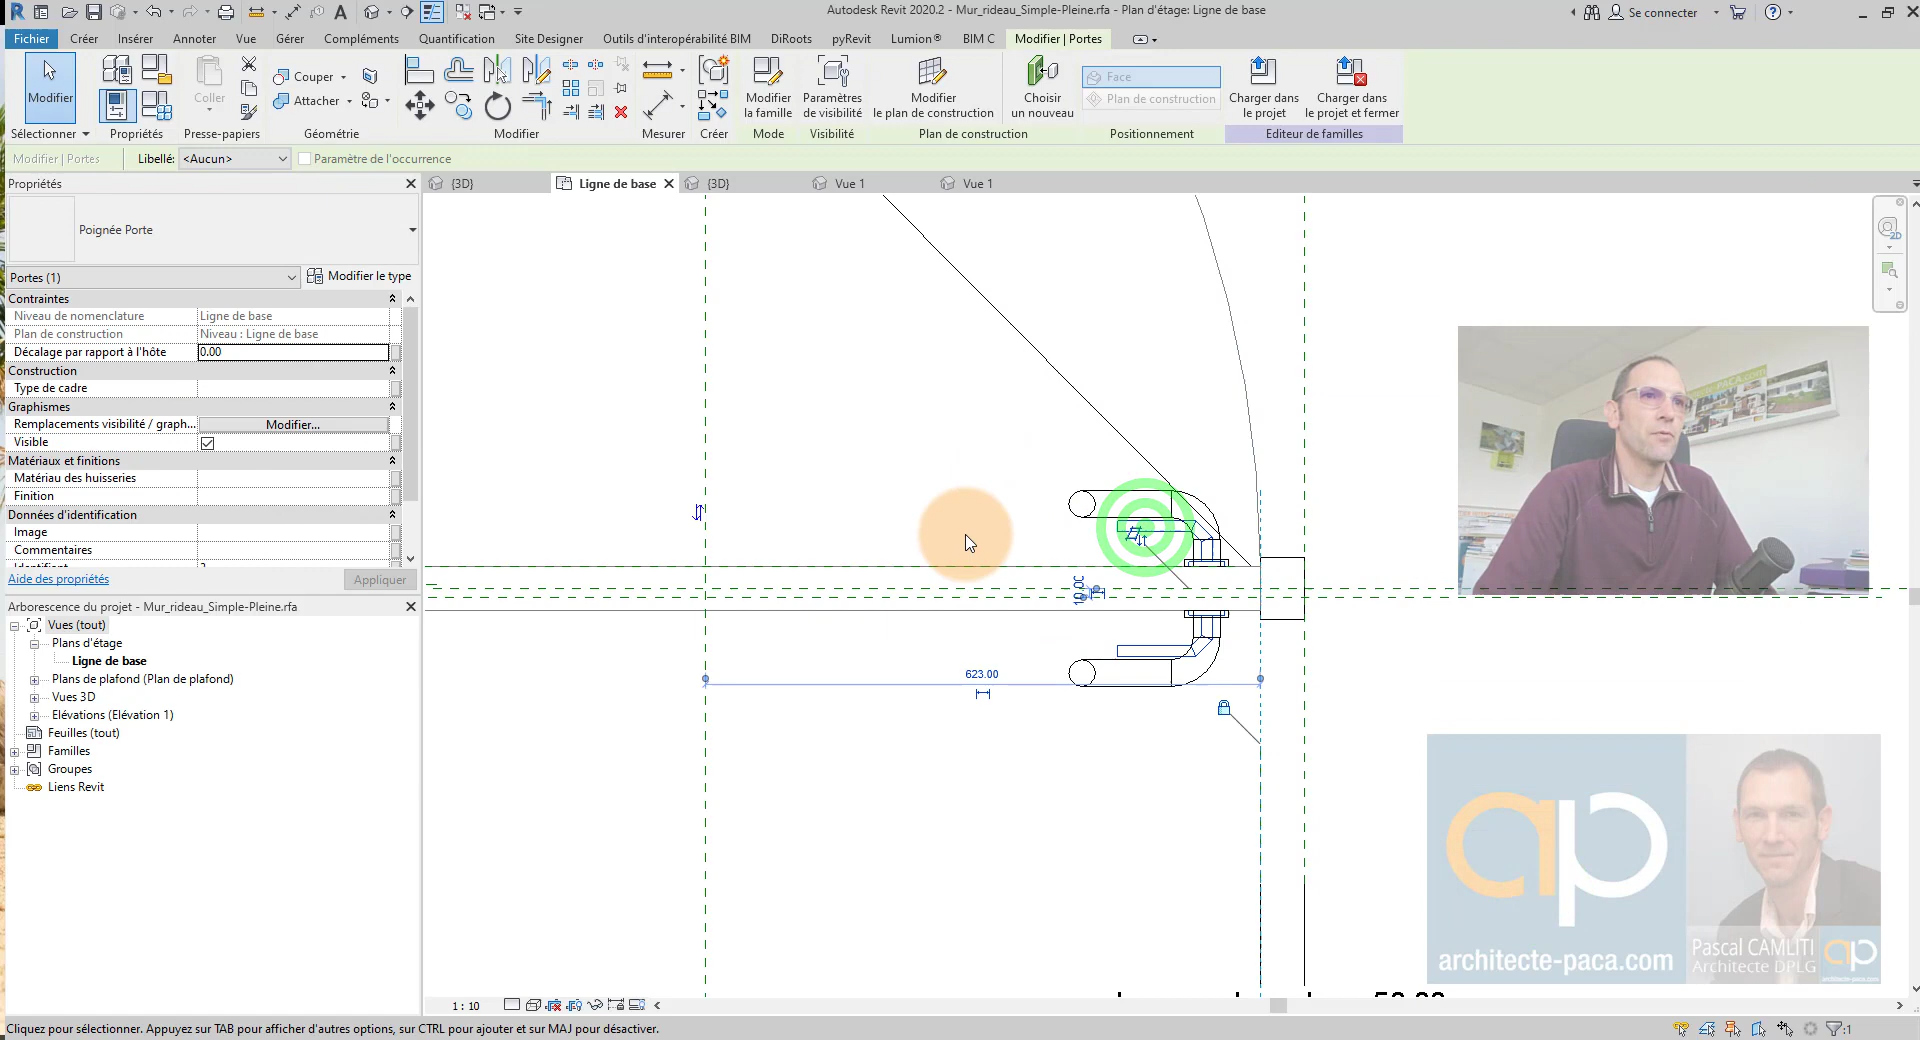 Autodesk Revit 2020.2 - Mur_rideau_Simple-Pleine.rfa - Plan d'étage: Ligne de base
Se connecter
Fichier Créer Insérer Annoter Vue Gérer Compléments Quantification Site Designer Outils d'interopérabilité BIM DiRoots pyRevit Lumion® BIM C Modifier | Portes
Modifier
Coller
Couper
Attacher
Modifier la famille
Paramètres de visibilité
Modifier le plan de construction
Choisir un nouveau
Face
Plan de construction
Charger dans le projet
Charger dans le projet et fermer
Sélectionner Propriétés Presse-papiers Géométrie Modifier Mesurer Créer Mode Visibilité Plan de construction Positionnement Editeur de familles
Modifier | Portes Libellé: <Aucun> Paramètre de l'occurrence
Propriétés
{3D} Ligne de base {3D} Vue 1 Vue 1
Poignée Porte
Portes (1) Modifier le type
Contraintes
Niveau de nomenclature Ligne de base
Plan de construction Niveau : Ligne de base
Décalage par rapport à l'hôte 0.00
Construction
Type de cadre
Graphismes
Remplacements visibilité / graph... Modifier...
Visible
Matériaux et finitions
Matériau des huisseries
Finition
Données d'identification
Image
Commentaires
Aide des propriétés Appliquer
Arborescence du projet - Mur_rideau_Simple-Pleine.rfa
Vues (tout)
Plans d'étage
Ligne de base
Plans de plafond (Plan de plafond)
Vues 3D
Elévations (Elévation 1)
Feuilles (tout)
Familles
Groupes
Liens Revit
2D
10.00
623.00
ap
architecte-paca.com
Pascal CAMLITI
Architecte DPLG
ap
1 : 10
Cliquez pour sélectionner. Appuyez sur TAB pour afficher d'autres options, sur CTRL pour ajouter et sur MAJ pour désactiver.
:1